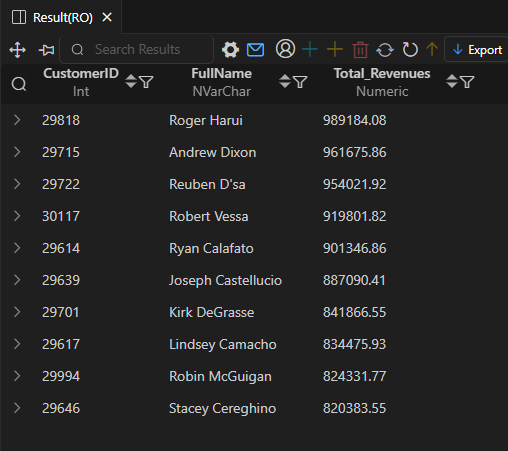 Result(RO)
Search Results
Export
CustomerID FullName Total_Revenues
Int NVarChar Numeric
29818 Roger Harui 989184.08
29715 Andrew Dixon 961675.86
29722 Reuben D'sa 954021.92
30117 Robert Vessa 919801.82
29614 Ryan Calafato 901346.86
29639 Joseph Castellucio 887090.41
29701 Kirk DeGrasse 841866.55
29617 Lindsey Camacho 834475.93
29994 Robin McGuigan 824331.77
29646 Stacey Cereghino 820383.55